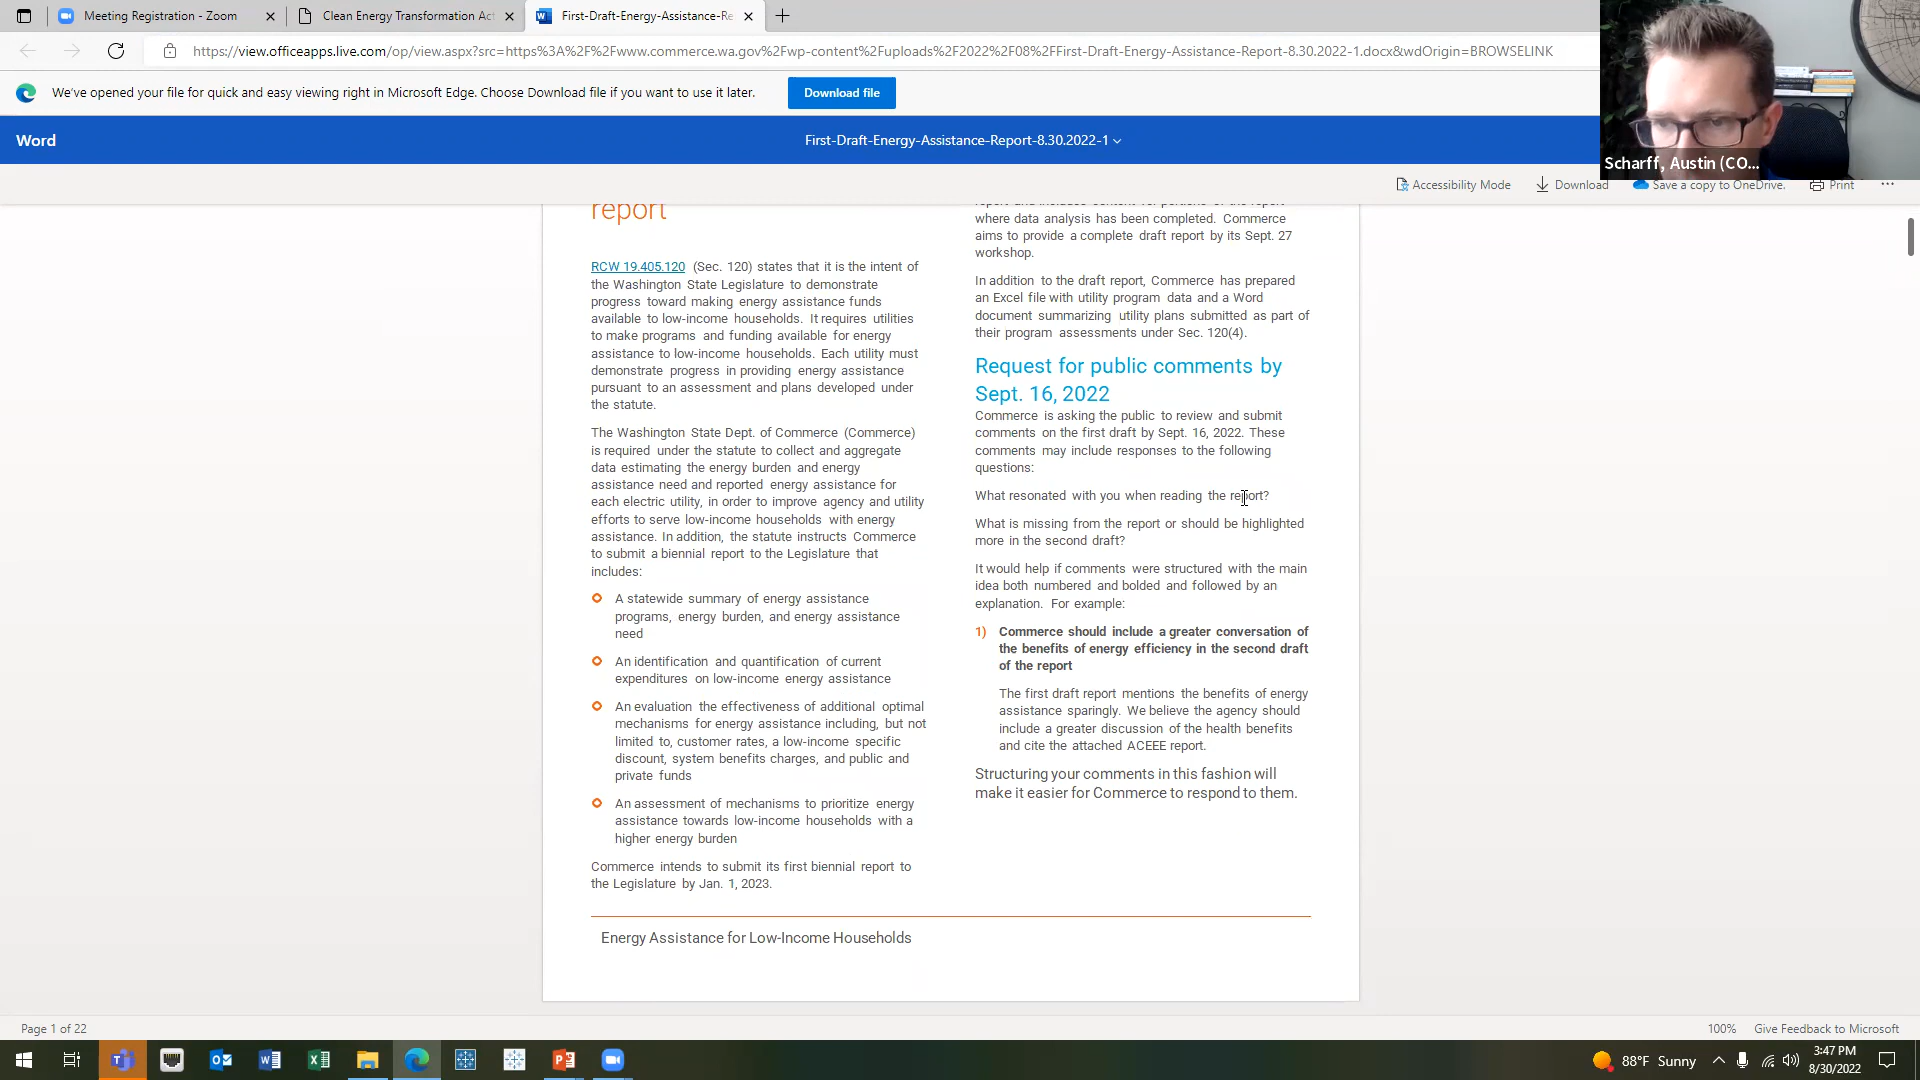 Meeting Registration - Zoom
Clean Energy Transformation Ac
First-Draft-Energy-Assistance-Re
https://view.officeapps.live.com/op/view.aspx?src=https%3A%2F%2Fwww.commerce.wa.gov%2Fwp-content%2Fuploads%2F2022%2F08%2FFirst-Draft-Energy-Assistance-Report-8.30.2022-1.docx&wdOrigin=BROWSELINK
We've opened your file for quick and easy viewing right in Microsoft Edge. Choose Download file if you want to use it later.
Download file
Word
First-Draft-Energy-Assistance-Report-8.30.2022-1
Scharff, Austin (CO...
Accessibility Mode
Download
Save a copy to OneDrive.
Print
report
RCW 19.405.120 (Sec. 120) states that it is the intent of
the Washington State Legislature to demonstrate
progress toward making energy assistance funds
available to low-income households. It requires utilities
to make programs and funding available for energy
assistance to low-income households. Each utility must
demonstrate progress in providing energy assistance
pursuant to an assessment and plans developed under
the statute.
The Washington State Dept. of Commerce (Commerce)
is required under the statute to collect and aggregate
data estimating the energy burden and energy
assistance need and reported energy assistance for
each electric utility, in order to improve agency and utility
efforts to serve low-income households with energy
assistance. In addition, the statute instructs Commerce
to submit a biennial report to the Legislature that
includes:
A statewide summary of energy assistance
programs, energy burden, and energy assistance
need
An identification and quantification of current
expenditures on low-income energy assistance
An evaluation the effectiveness of additional optimal
mechanisms for energy assistance including, but not
limited to, customer rates, a low-income specific
discount, system benefits charges, and public and
private funds
An assessment of mechanisms to prioritize energy
assistance towards low-income households with a
higher energy burden
Commerce intends to submit its first biennial report to
the Legislature by Jan. 1, 2023.
where data analysis has been completed. Commerce
aims to provide a complete draft report by its Sept. 27
workshop.
In addition to the draft report, Commerce has prepared
an Excel file with utility program data and a Word
document summarizing utility plans submitted as part of
their program assessments under Sec. 120(4).
Request for public comments by
Sept. 16, 2022
Commerce is asking the public to review and submit
comments on the first draft by Sept. 16, 2022. These
comments may include responses to the following
questions:
What resonated with you when reading the report?
What is missing from the report or should be highlighted
more in the second draft?
It would help if comments were structured with the main
idea both numbered and bolded and followed by an
explanation. For example:
1) Commerce should include a greater conversation of
the benefits of energy efficiency in the second draft
of the report
The first draft report mentions the benefits of energy
assistance sparingly. We believe the agency should
include a greater discussion of the health benefits
and cite the attached ACEEE report.
Structuring your comments in this fashion will
make it easier for Commerce to respond to them.
Energy Assistance for Low-Income Households
Page 1 of 22
100%
Give Feedback to Microsoft
88°F Sunny
3:47 PM
8/30/2022